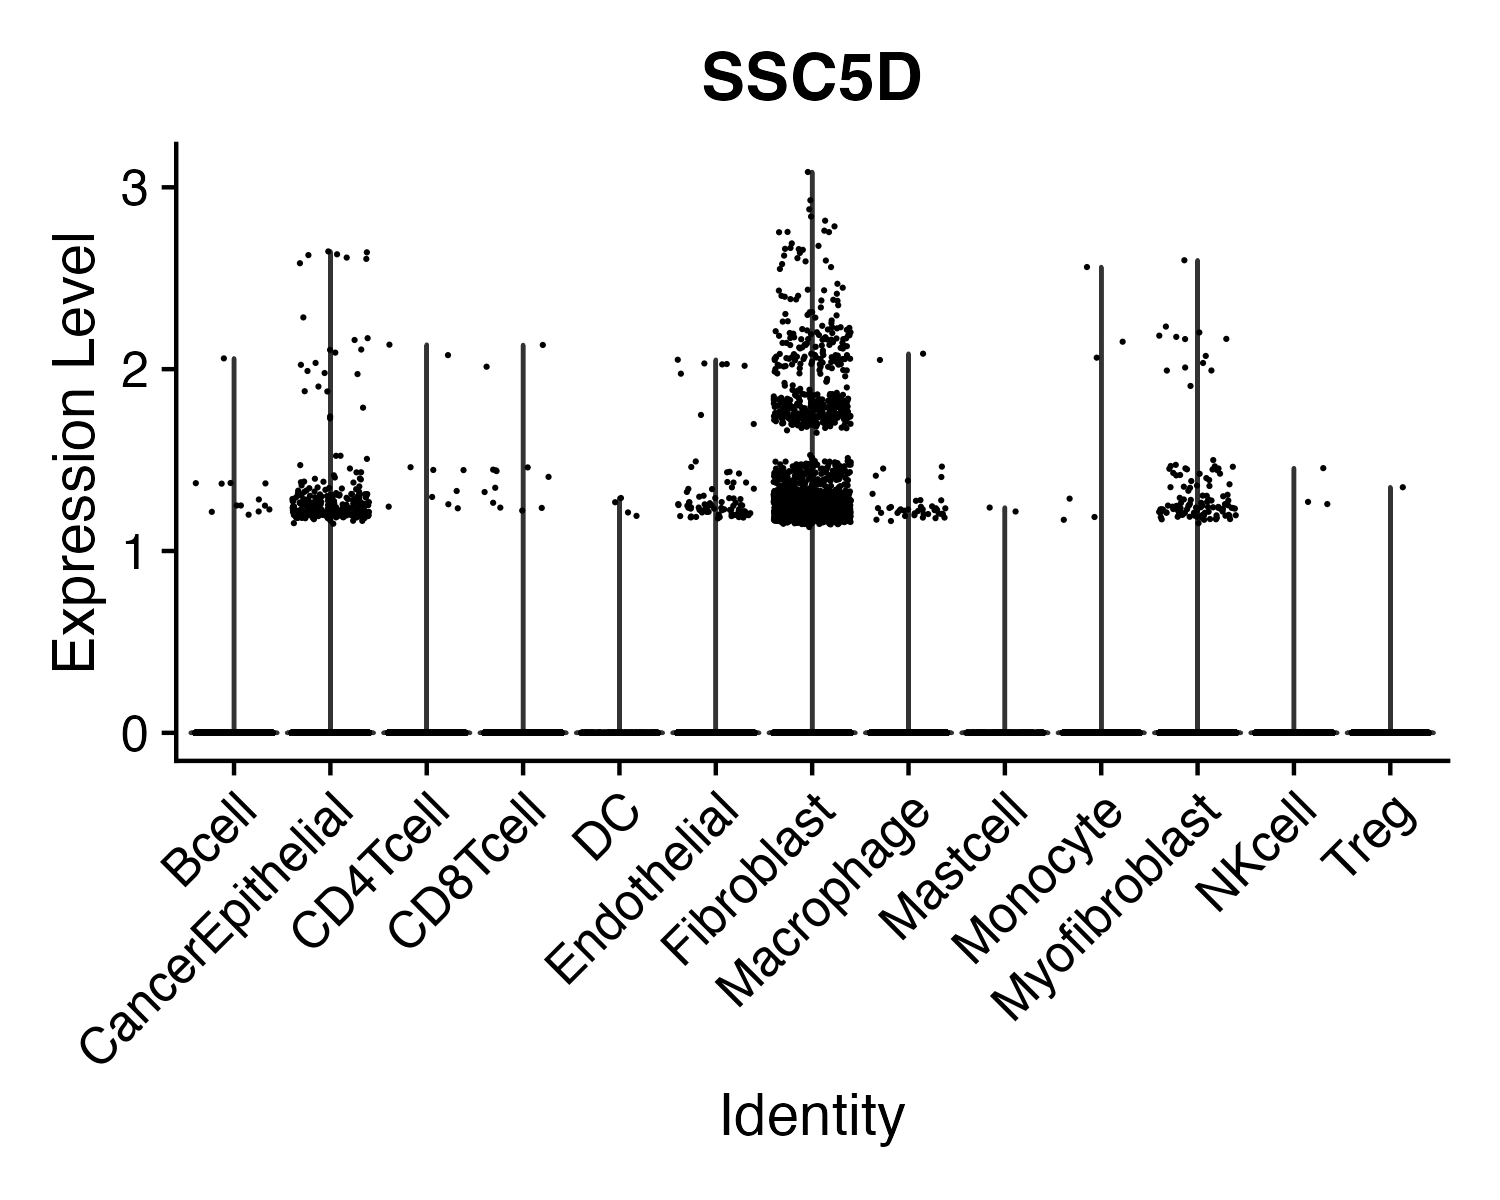 SSC5D
Expression Level
3
2
1
0
Bcell
CancerEpithelial
CD4Tcell
CD8Tcell
DC
Endothelial
Fibroblast
Macrophage
Mastcell
Monocyte
Myofibroblast
NKcell
Treg
Identity